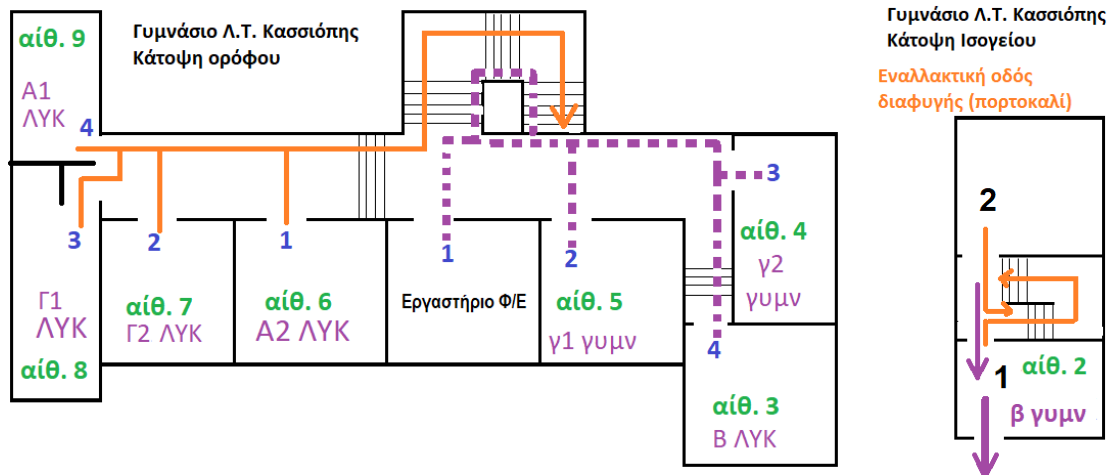 Γυμνάσιο Λ.Τ. Κασσιόπης
Κάτοψη ορόφου
αίθ. 9
Α1
ΛΥΚ
4
3
Γ1
ΛΥΚ
αίθ. 8
2
αίθ. 7
Γ2 ΛΥΚ
1
αίθ. 6
Α2 ΛΥΚ
1
Εργαστήριο Φ/Ε
2
αίθ. 5
γ1 γυμν
3
αίθ. 4
γ2
γυμν
4
αίθ. 3
Β ΛΥΚ
Γυμνάσιο Λ.Τ. Κασσιόπης
Κάτοψη Ισογείου
Εναλλακτική οδός
διαφυγής (πορτοκαλί)
2
1
αίθ. 2
β γυμν